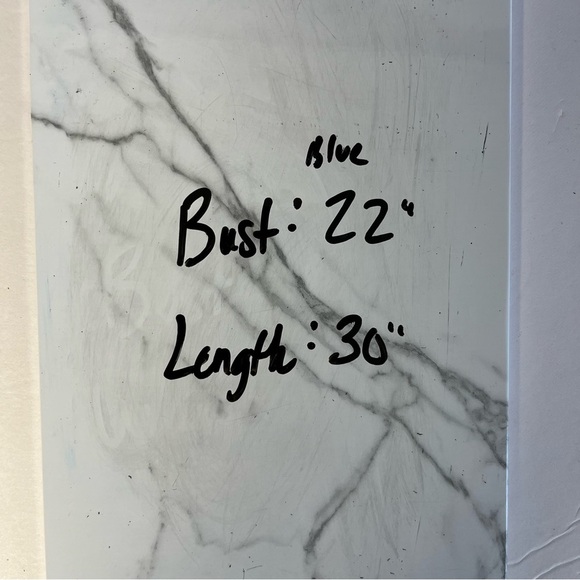 Blue
Bust: 22"
Length: 30"